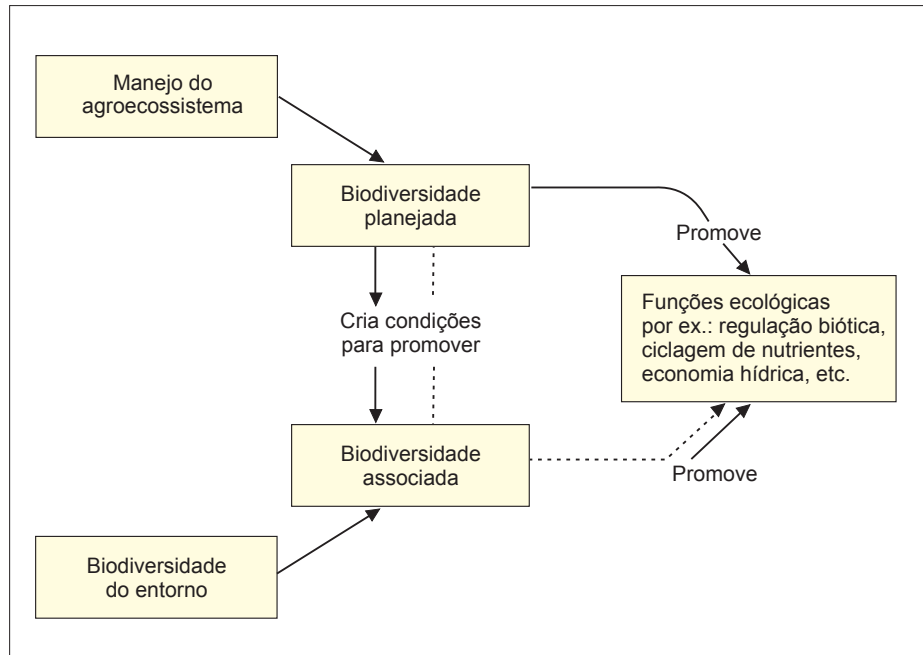 Manejo do
agroecossistema
Biodiversidade
planejada
Promove
Funções ecológicas
por ex.: regulação biótica,
ciclagem de nutrientes,
economia hídrica, etc.
Cria condições
para promover
Biodiversidade
associada
Promove
Biodiversidade
do entorno